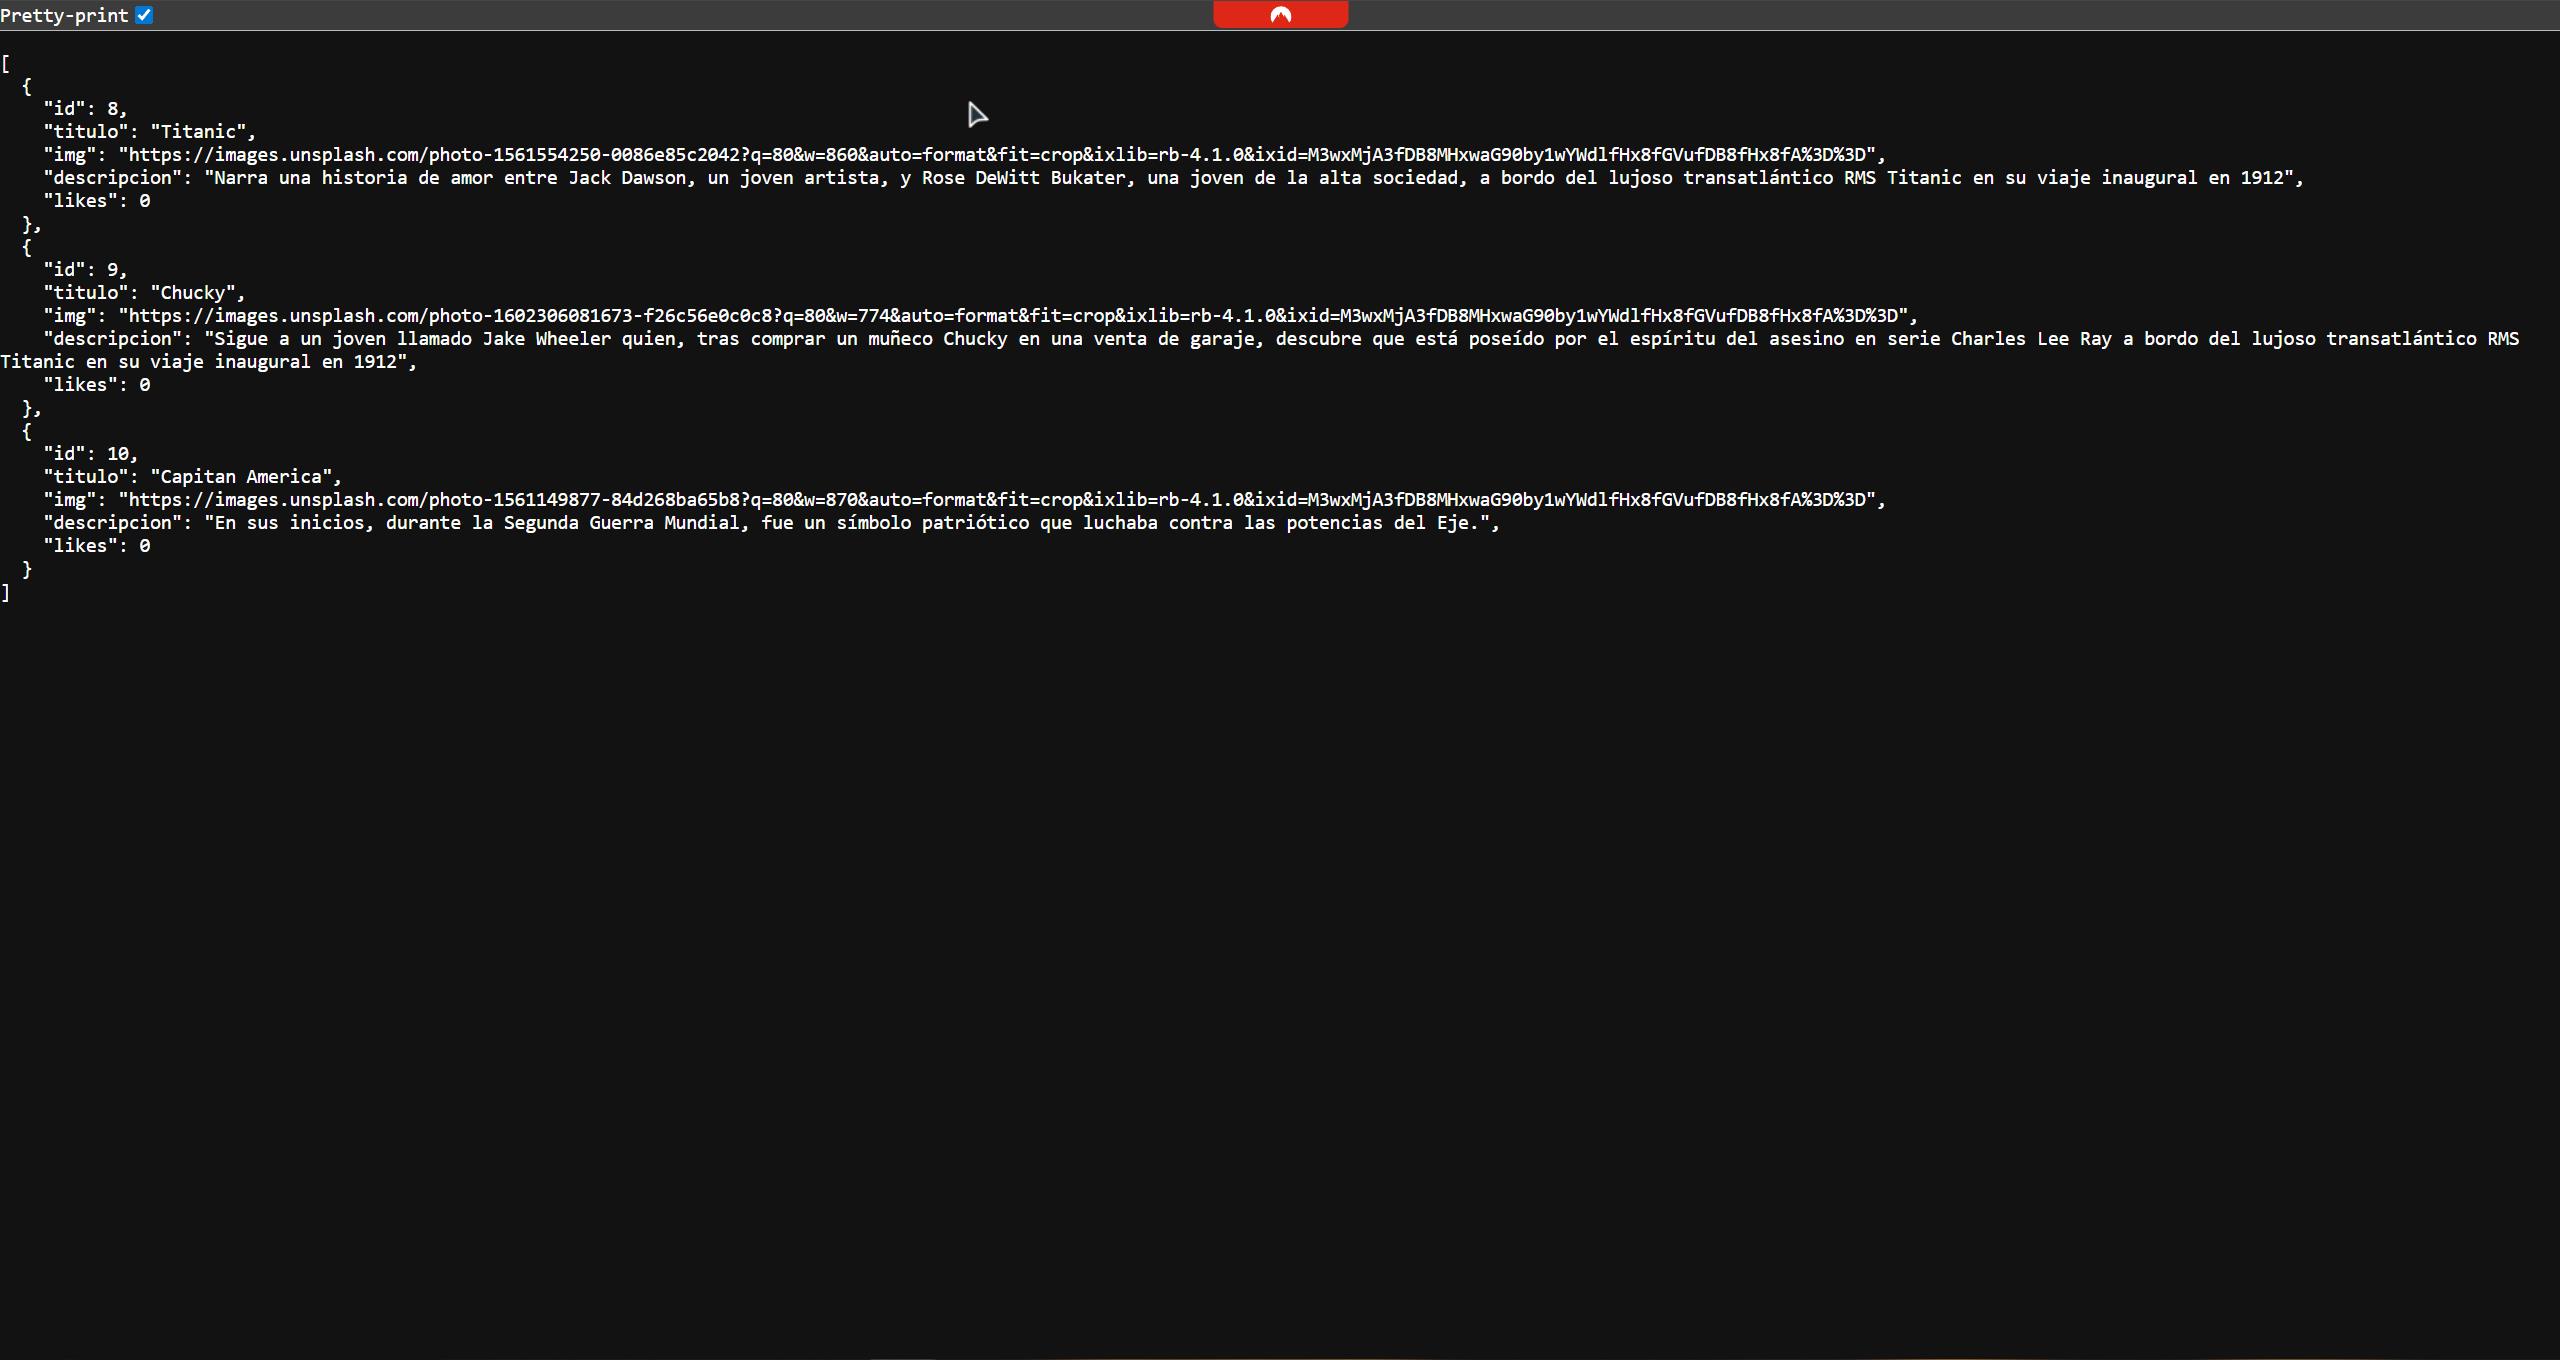 Pretty-print
[
  {
    "id": 8,
    "titulo": "Titanic",
    "img": "https://images.unsplash.com/photo-1561554250-0086e85c2042?q=80&w=860&auto=format&fit=crop&ixlib=rb-4.1.0&ixid=M3wxMjA3fDB8MHxwaG90by1wYWdlfHx8fGVufDB8fHx8fA%3D%3D",
    "descripcion": "Narra una historia de amor entre Jack Dawson, un joven artista, y Rose DeWitt Bukater, una joven de la alta sociedad, a bordo del lujoso transatlántico RMS Titanic en su viaje inaugural en 1912",
    "likes": 0
  },
  {
    "id": 9,
    "titulo": "Chucky",
    "img": "https://images.unsplash.com/photo-1602306081673-f26c56e0c0c8?q=80&w=774&auto=format&fit=crop&ixlib=rb-4.1.0&ixid=M3wxMjA3fDB8MHxwaG90by1wYWdlfHx8fGVufDB8fHx8fA%3D%3D",
    "descripcion": "Sigue a un joven llamado Jake Wheeler quien, tras comprar un muñeco Chucky en una venta de garaje, descubre que está poseído por el espíritu del asesino en serie Charles Lee Ray a bordo del lujoso transatlántico RMS
Titanic en su viaje inaugural en 1912",
    "likes": 0
  },
  {
    "id": 10,
    "titulo": "Capitan America",
    "img": "https://images.unsplash.com/photo-1561149877-84d268ba65b8?q=80&w=870&auto=format&fit=crop&ixlib=rb-4.1.0&ixid=M3wxMjA3fDB8MHxwaG90by1wYWdlfHx8fGVufDB8fHx8fA%3D%3D",
    "descripcion": "En sus inicios, durante la Segunda Guerra Mundial, fue un símbolo patriótico que luchaba contra las potencias del Eje.",
    "likes": 0
  }
]